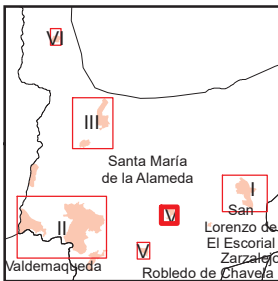 VI
III
Santa María
de la Alameda
I
San
Lorenzo de
El Escorial
II
V
V
Zarzalejo
Valdemaqueda
Robledo de Chavela